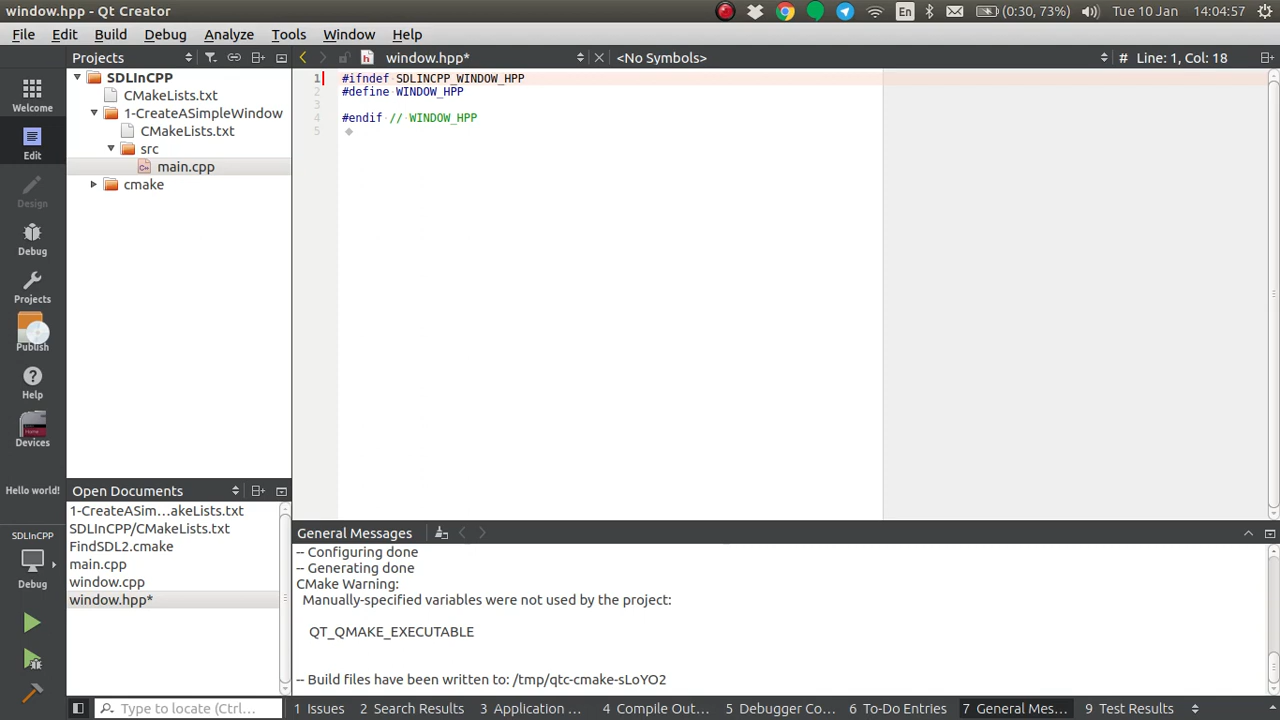 window.hpp - Qt Creator
En
(0:30, 73%)
Tue 10 Jan
14:04:57
File Edit Build Debug Analyze Tools Window Help
Projects
window.hpp*
<No Symbols>
# Line: 1, Col: 18
Welcome
Edit
Design
Debug
Projects
Publish
Help
Devices
Hello world!
SDLInCPP
Debug
SDLInCPP
CMakeLists.txt
1-CreateASimpleWindow
CMakeLists.txt
src
main.cpp
cmake
1 #ifndef SDLINCPP_WINDOW_HPP
2 #define WINDOW_HPP
3
4 #endif // WINDOW_HPP
5
Open Documents
1-CreateASim...akeLists.txt
SDLInCPP/CMakeLists.txt
FindSDL2.cmake
main.cpp
window.cpp
window.hpp*
General Messages
-- Configuring done
-- Generating done
CMake Warning:
Manually-specified variables were not used by the project:
QT_QMAKE_EXECUTABLE
-- Build files have been written to: /tmp/qtc-cmake-sLoYO2
Type to locate (Ctrl...
1 Issues
2 Search Results
3 Application ...
4 Compile Out...
5 Debugger Co...
6 To-Do Entries
7 General Mes...
9 Test Results